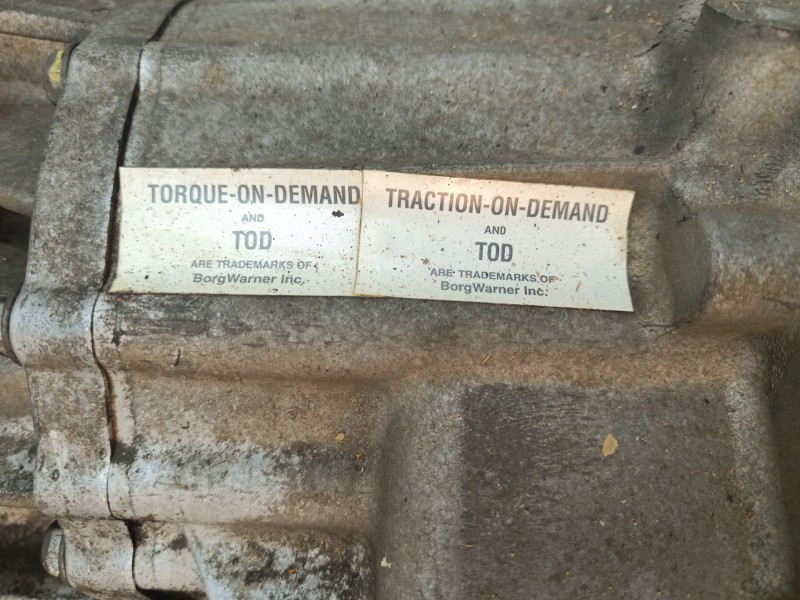 TORQUE-ON-DEMAND
AND
TOD
ARE TRADEMARKS OF
BorgWarner Inc.
TRACTION-ON-DEMAND
AND
TOD
ARE TRADEMARKS OF
BorgWarner Inc.